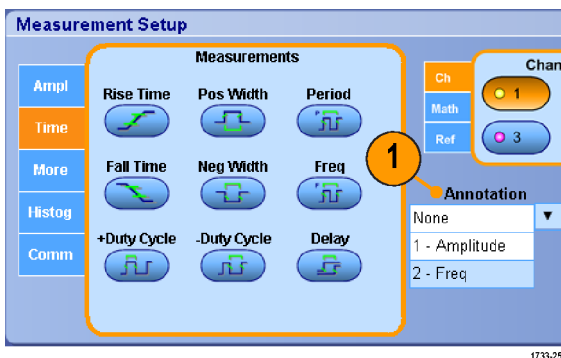 Measurement Setup
Measurements
Ampl
Time
More
Histog
Comm
Rise Time
Pos Width
Period
Fall Time
Neg Width
Freq
+Duty Cycle
-Duty Cycle
Delay
Ch
Math
Ref
Chan
1
3
1
Annotation
None
1 - Amplitude
2 - Freq
1733-25